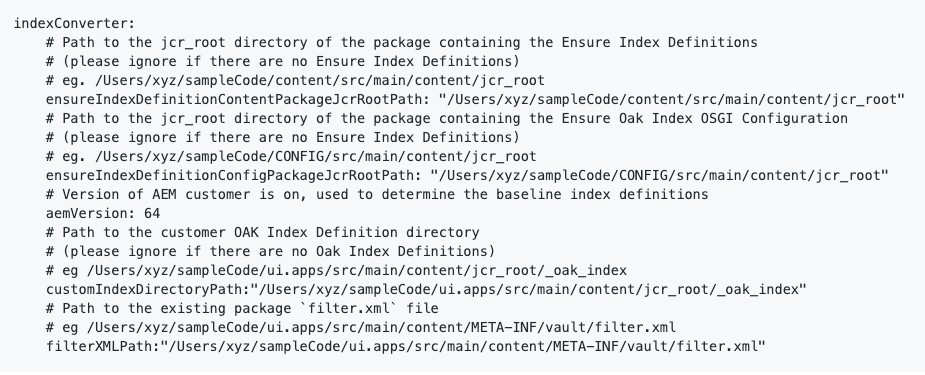 indexConverter:
    # Path to the jcr_root directory of the package containing the Ensure Index Definitions
    # (please ignore if there are no Ensure Index Definitions)
    # eg. /Users/xyz/sampleCode/content/src/main/content/jcr_root
    ensureIndexDefinitionContentPackageJcrRootPath: "/Users/xyz/sampleCode/content/src/main/content/jcr_root"
    # Path to the jcr_root directory of the package containing the Ensure Oak Index OSGI Configuration
    # (please ignore if there are no Ensure Index Definitions)
    # eg. /Users/xyz/sampleCode/CONFIG/src/main/content/jcr_root
    ensureIndexDefinitionConfigPackageJcrRootPath: "/Users/xyz/sampleCode/CONFIG/src/main/content/jcr_root"
    # Version of AEM customer is on, used to determine the baseline index definitions
    aemVersion: 64
    # Path to the customer OAK Index Definition directory
    # (please ignore if there are no Oak Index Definitions)
    # eg /Users/xyz/sampleCode/ui.apps/src/main/content/jcr_root/_oak_index
    customIndexDirectoryPath:"/Users/xyz/sampleCode/ui.apps/src/main/content/jcr_root/_oak_index"
    # Path to the existing package `filter.xml` file
    # eg /Users/xyz/sampleCode/ui.apps/src/main/content/META-INF/vault/filter.xml
    filterXMLPath:"/Users/xyz/sampleCode/ui.apps/src/main/content/META-INF/vault/filter.xml"